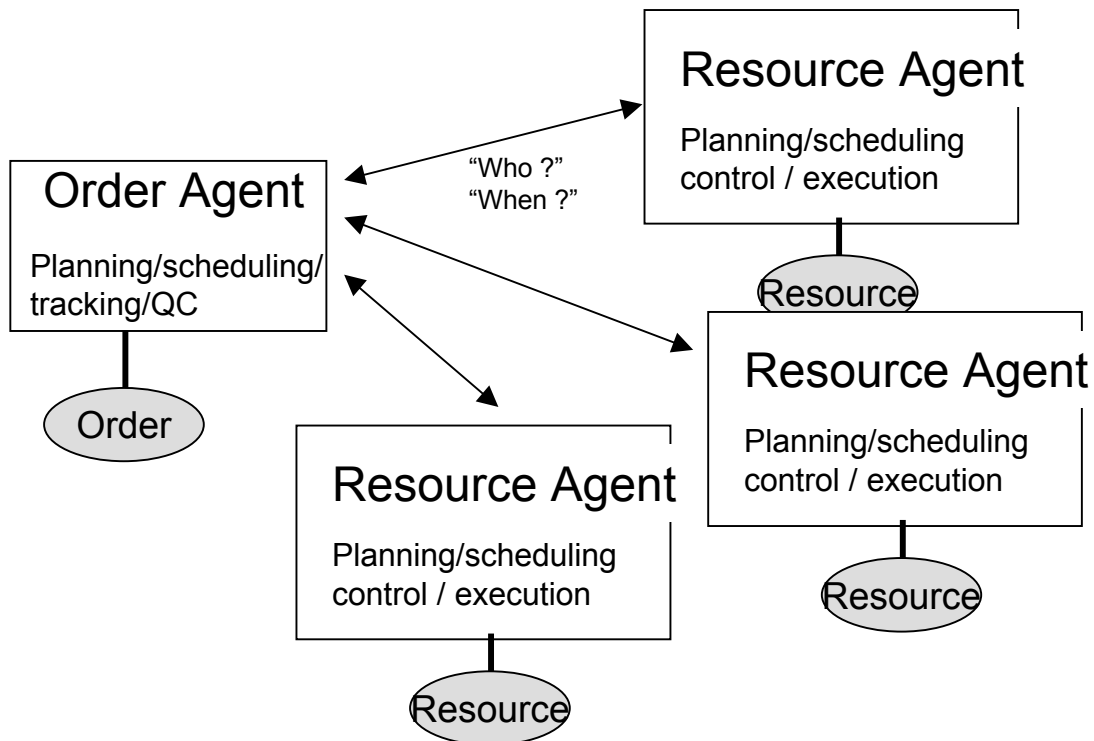 Resource Agent
Planning/scheduling
control / execution
Resource
“Who ?”
“When ?”
Order Agent
Planning/scheduling/
tracking/QC
Order
Resource Agent
Planning/scheduling
control / execution
Resource
Resource Agent
Planning/scheduling
control / execution
Resource